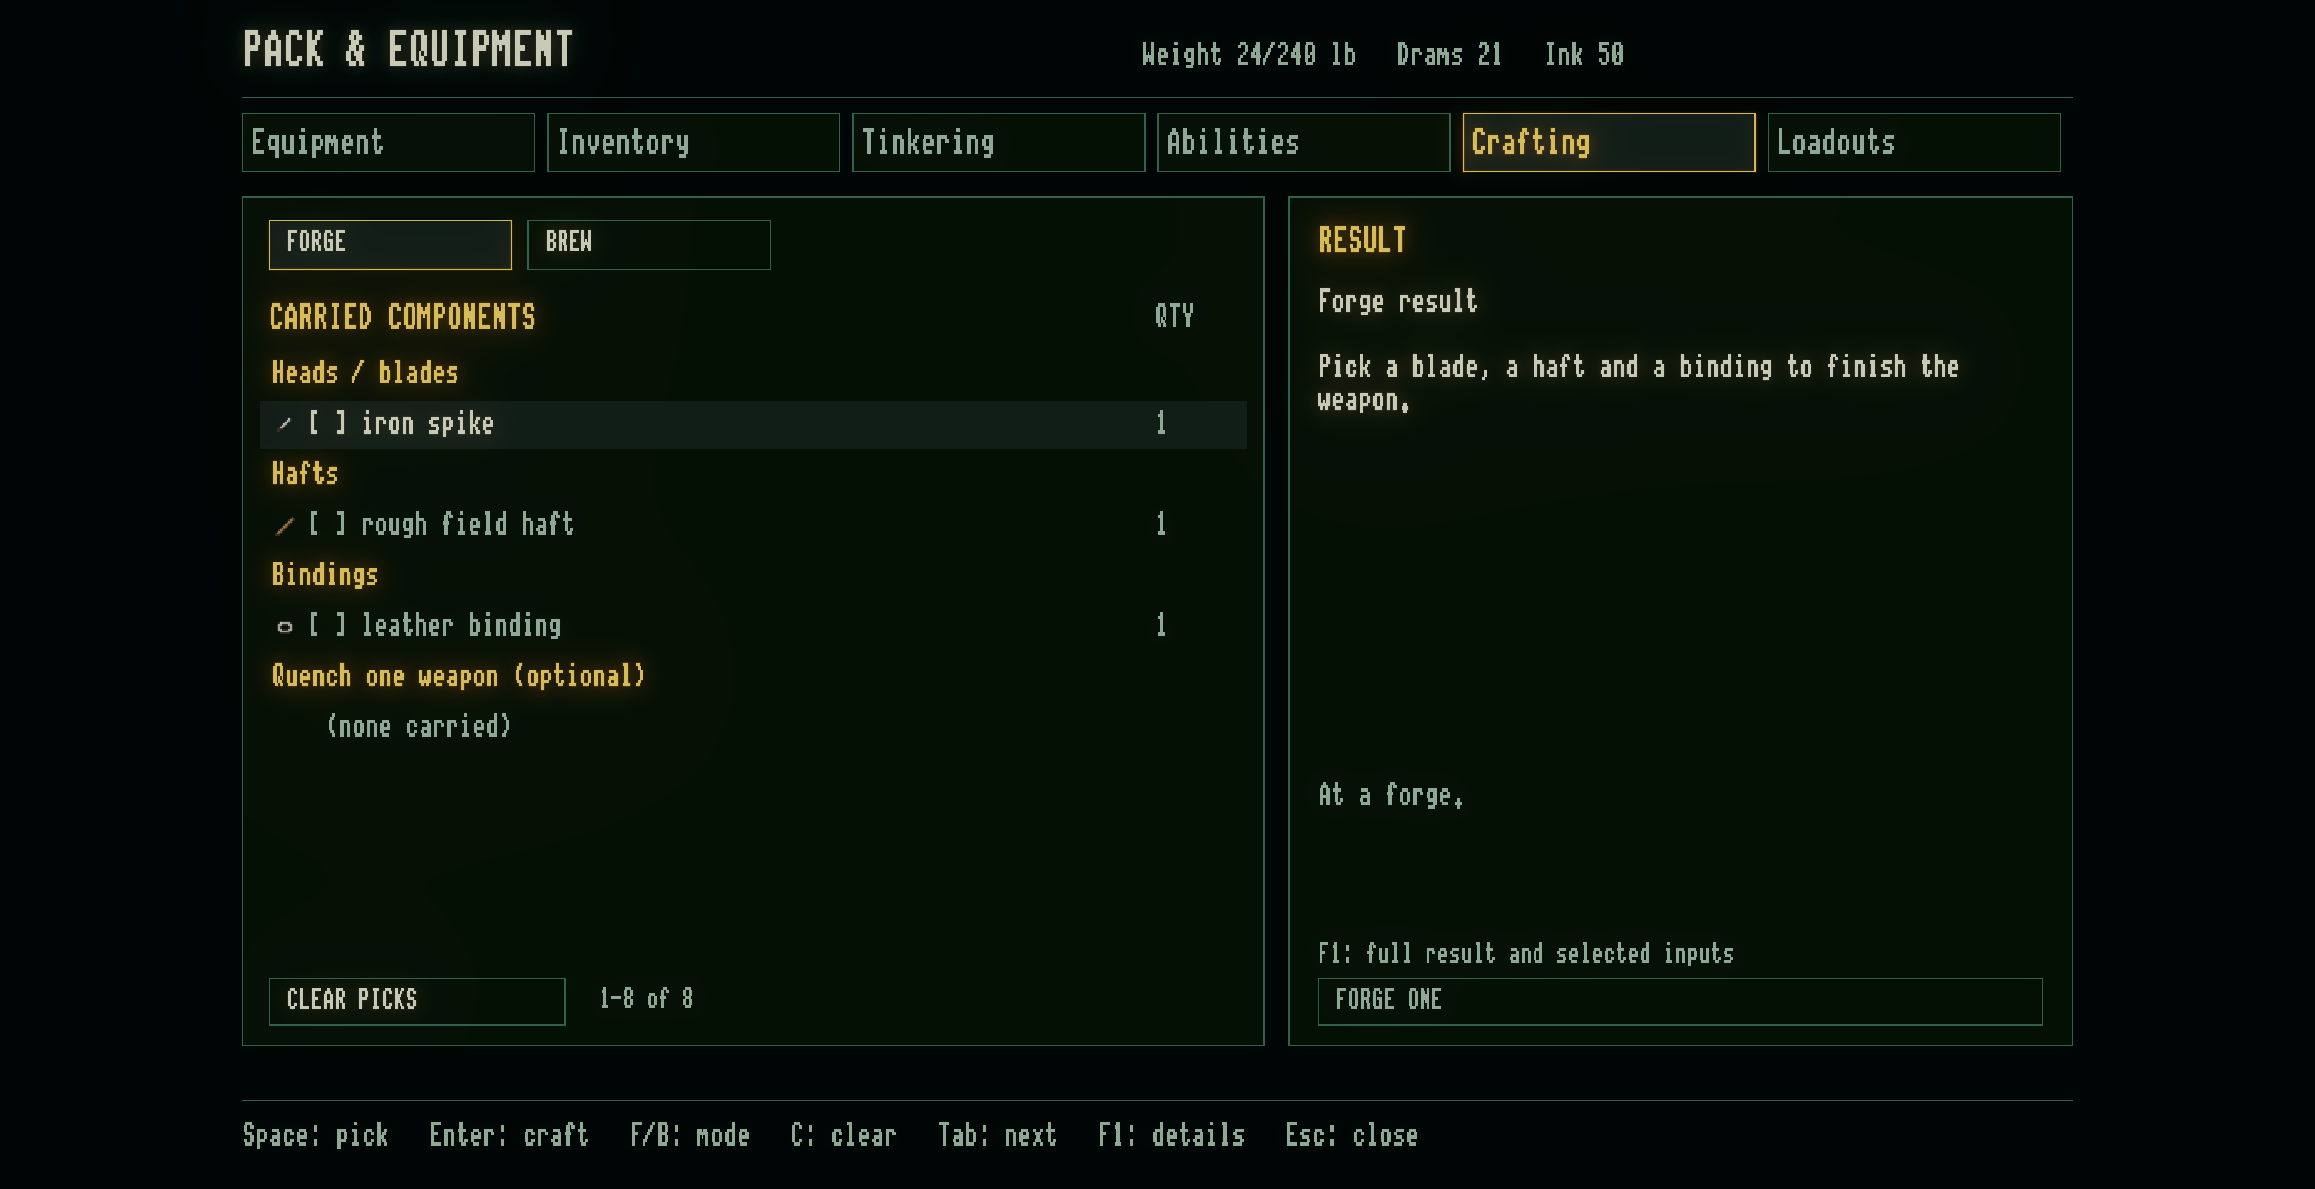 PACK & EQUIPMENT
Weight 24/240 lb Drams 21 Ink 50
Equipment Inventory Tinkering Abilities Crafting Loadouts
FORGE BREW
CARRIED COMPONENTS QTY
Heads / blades
[ ] iron spike 1
Hafts
[ ] rough field haft 1
Bindings
[ ] leather binding 1
Quench one weapon (optional)
(none carried)
CLEAR PICKS 1-8 of 8
RESULT
Forge result
Pick a blade, a haft and a binding to finish the
weapon.
At a forge.
F1: full result and selected inputs
FORGE ONE
Space: pick Enter: craft F/B: mode C: clear Tab: next F1: details Esc: close